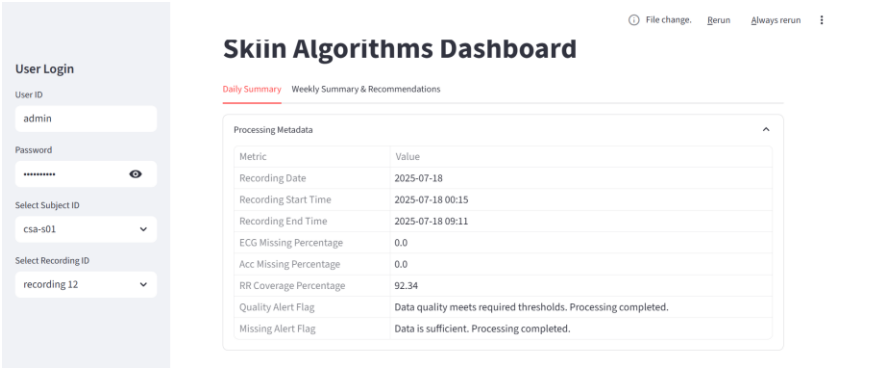 File change. Rerun Always rerun
Skiin Algorithms Dashboard
User Login
User ID
admin
Password
••••••••••
Select Subject ID
csa-s01
Select Recording ID
recording 12
Daily Summary Weekly Summary & Recommendations
Processing Metadata
Metric Value
Recording Date 2025-07-18
Recording Start Time 2025-07-18 00:15
Recording End Time 2025-07-18 09:11
ECG Missing Percentage 0.0
Acc Missing Percentage 0.0
RR Coverage Percentage 92.34
Quality Alert Flag Data quality meets required thresholds. Processing completed.
Missing Alert Flag Data is sufficient. Processing completed.